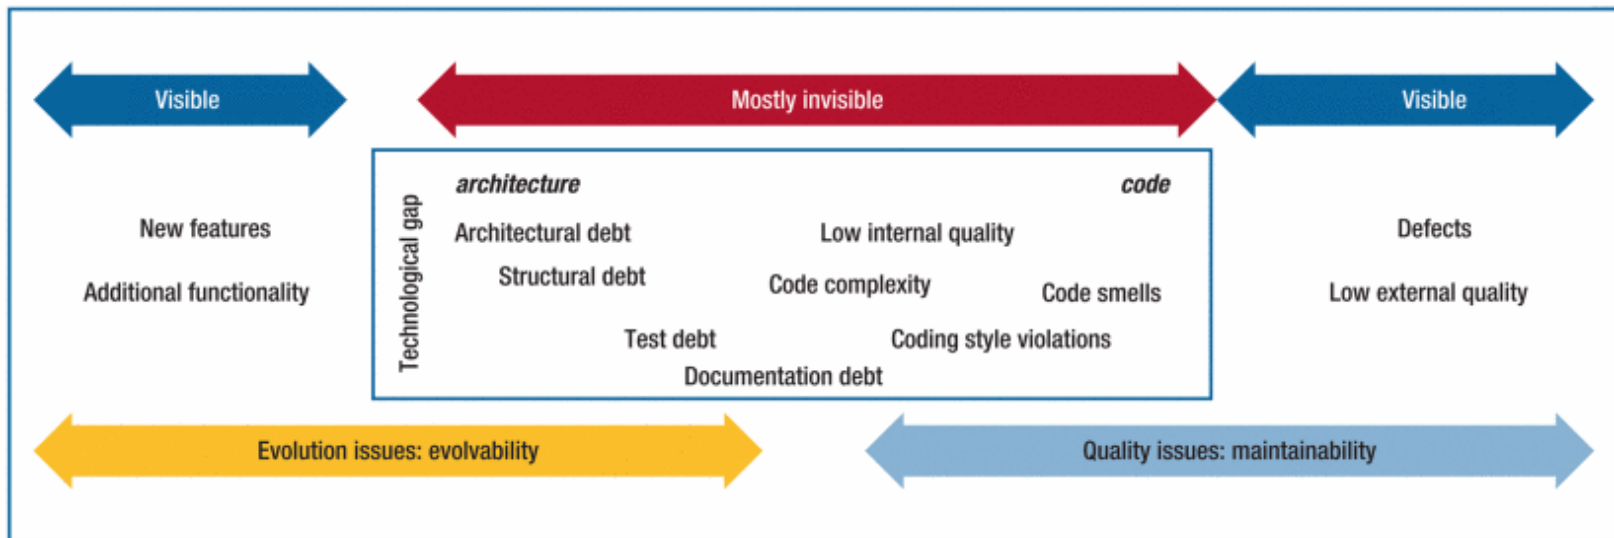 Visible
Mostly invisible
Visible
Technological gap
architecture
code
New features
Architectural debt
Low internal quality
Defects
Structural debt
Code complexity
Additional functionality
Code smells
Low external quality
Test debt
Coding style violations
Documentation debt
Evolution issues: evolvability
Quality issues: maintainability